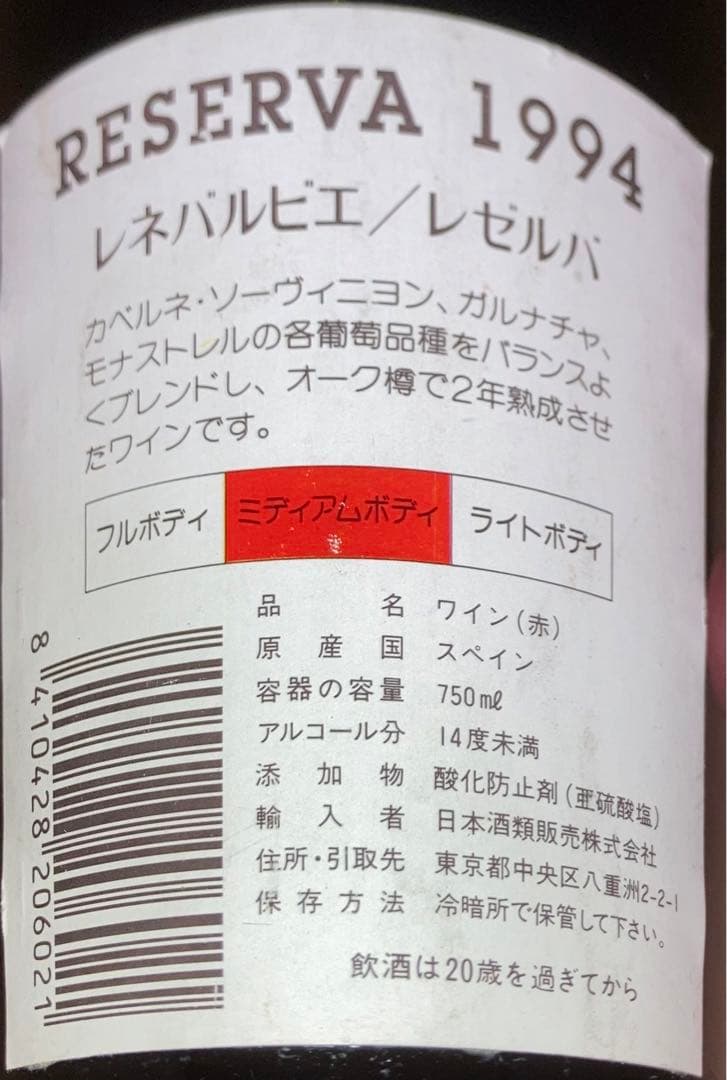 RESERVA 1994
レネバルビエ/レゼルバ
カベルネ・ソーヴィニヨン、ガルナチャ、
モナストレルの各葡萄品種をバランスよ
くブレンドし、オーク樽で2年熟成させ
たワインです。
フルボディ ミディアムボディ ライトボディ
品名 ワイン(赤)
原産国 スペイン
容器の容量 750ml
アルコール分 14度未満
添加物 酸化防止剤(亜硫酸塩)
輸入者 日本酒類販売株式会社
住所・引取先 東京都中央区八重洲2-2-1
保存方法 冷暗所で保管して下さい。
飲酒は20歳を過ぎてから
8 410428 206021